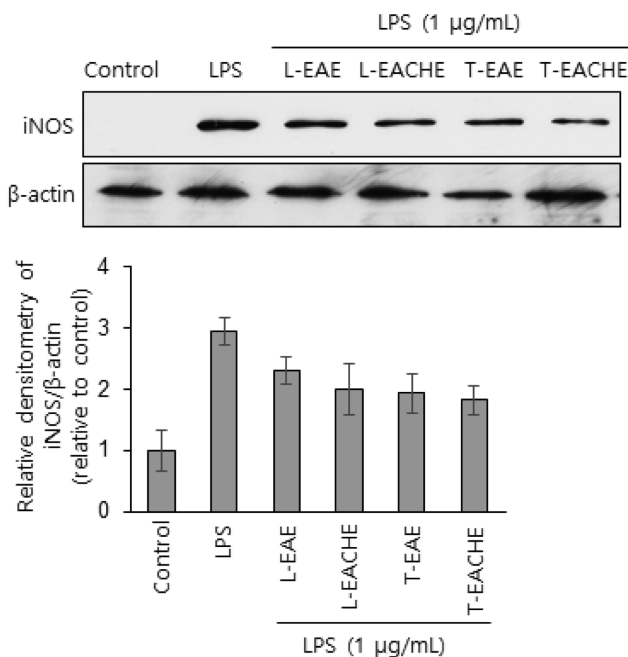 LPS (1 µg/mL)
Control LPS L-EAE L-EACHE T-EAE T-EACHE
iNOS
β-actin
Relative densitometry of
iNOS/β-actin
(relative to control)
4
3
2
1
0
Control LPS L-EAE L-EACHE T-EAE T-EACHE
LPS (1 µg/mL)